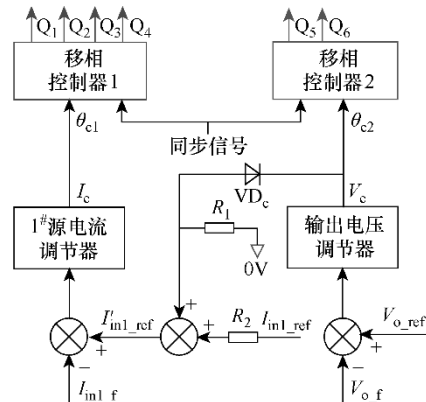 Q₁ Q₂ Q₃ Q₄
Q₅ Q₆
移相
控制器1
移相
控制器2
θc1
θc2
同步信号
Ic
VDc
Vc
R₁
0V
1#源电流
调节器
输出电压
调节器
I′in1_ref
+
+
R₂
Iin1_ref
Vo_ref
+
+
−
−
Iin1_f
Vo_f